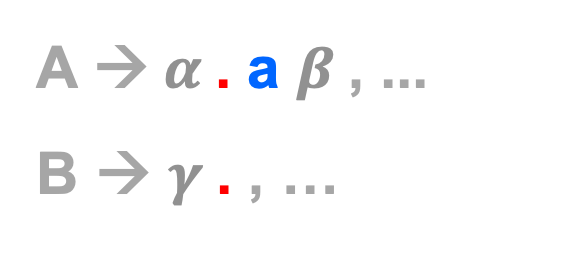 A → α . a β , ...
B → γ . , ...